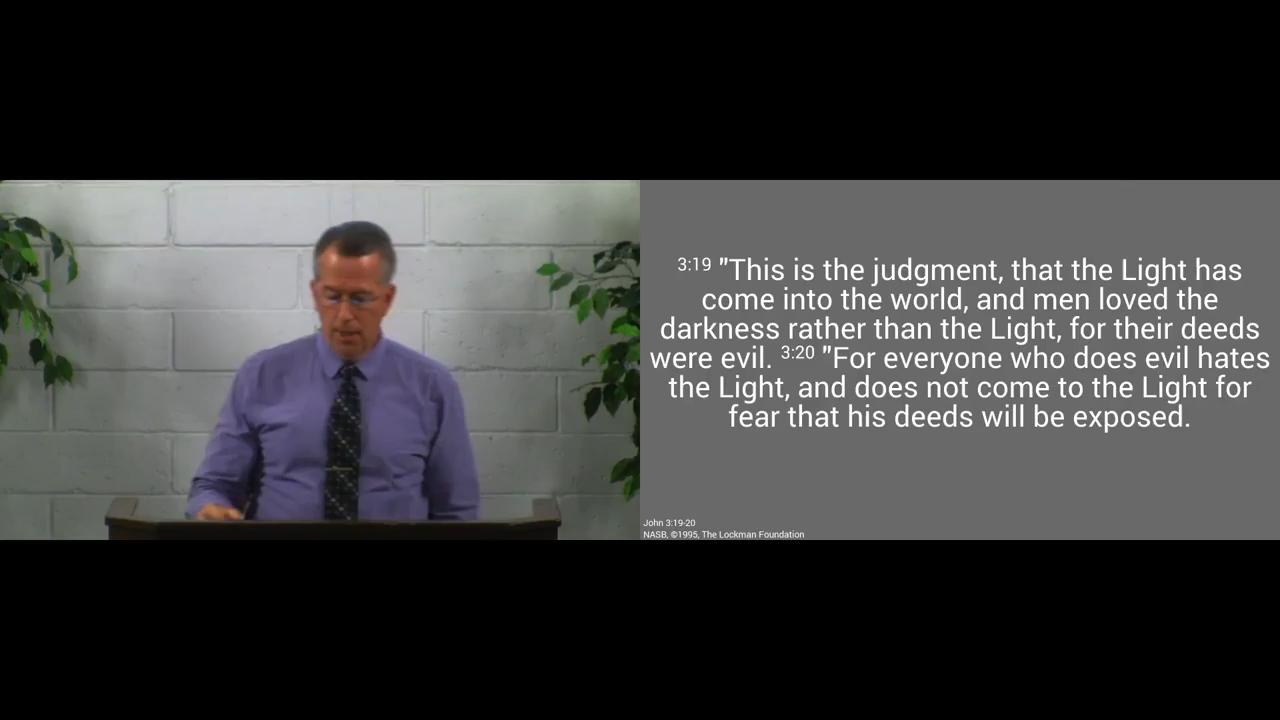 3:19 "This is the judgment, that the Light has
come into the world, and men loved the
darkness rather than the Light, for their deeds
were evil. 3:20 "For everyone who does evil hates
the Light, and does not come to the Light for
fear that his deeds will be exposed.
John 3:19-20
NASB, ©1995, The Lockman Foundation